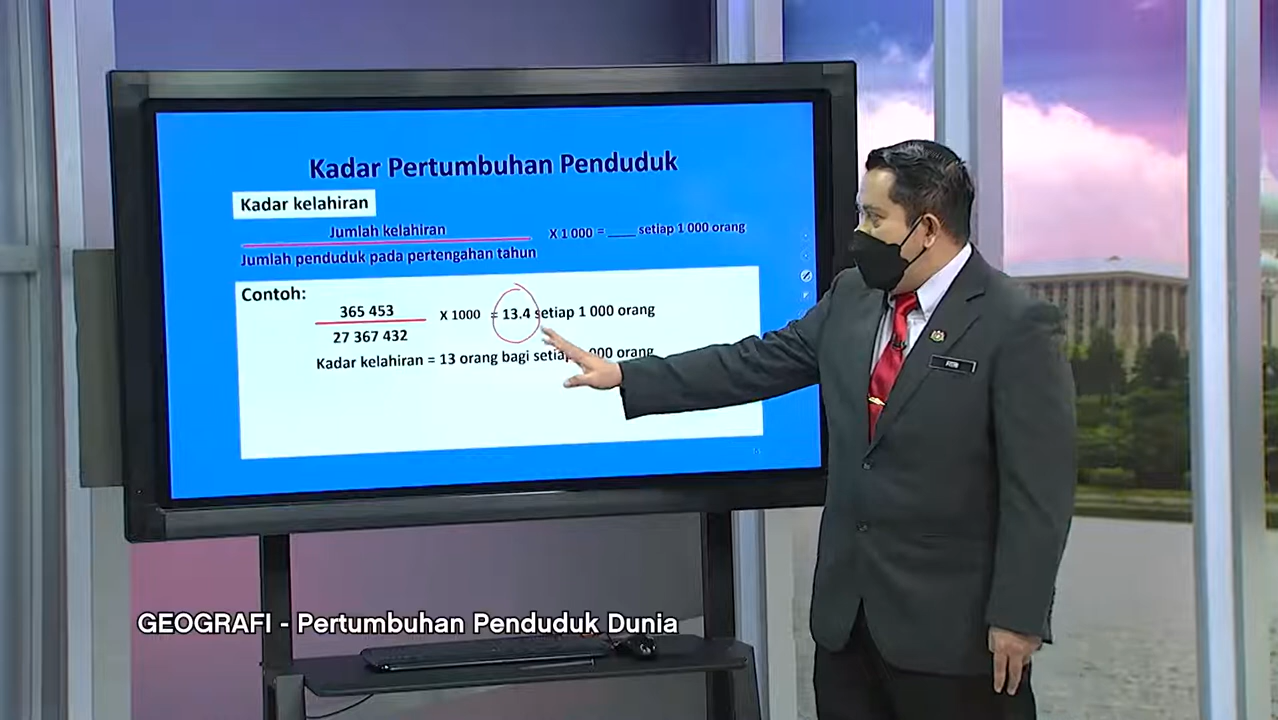 Kadar Pertumbuhan Penduduk
Kadar kelahiran
Jumlah kelahiran
Jumlah penduduk pada pertengahan tahun
X 1 000 = ____ setiap 1 000 orang
Contoh:
365 453
27 367 432
X 1000 = 13.4 setiap 1 000 orang
Kadar kelahiran = 13 orang bagi setiap 000 orang
GEOGRAFI - Pertumbuhan Penduduk Dunia